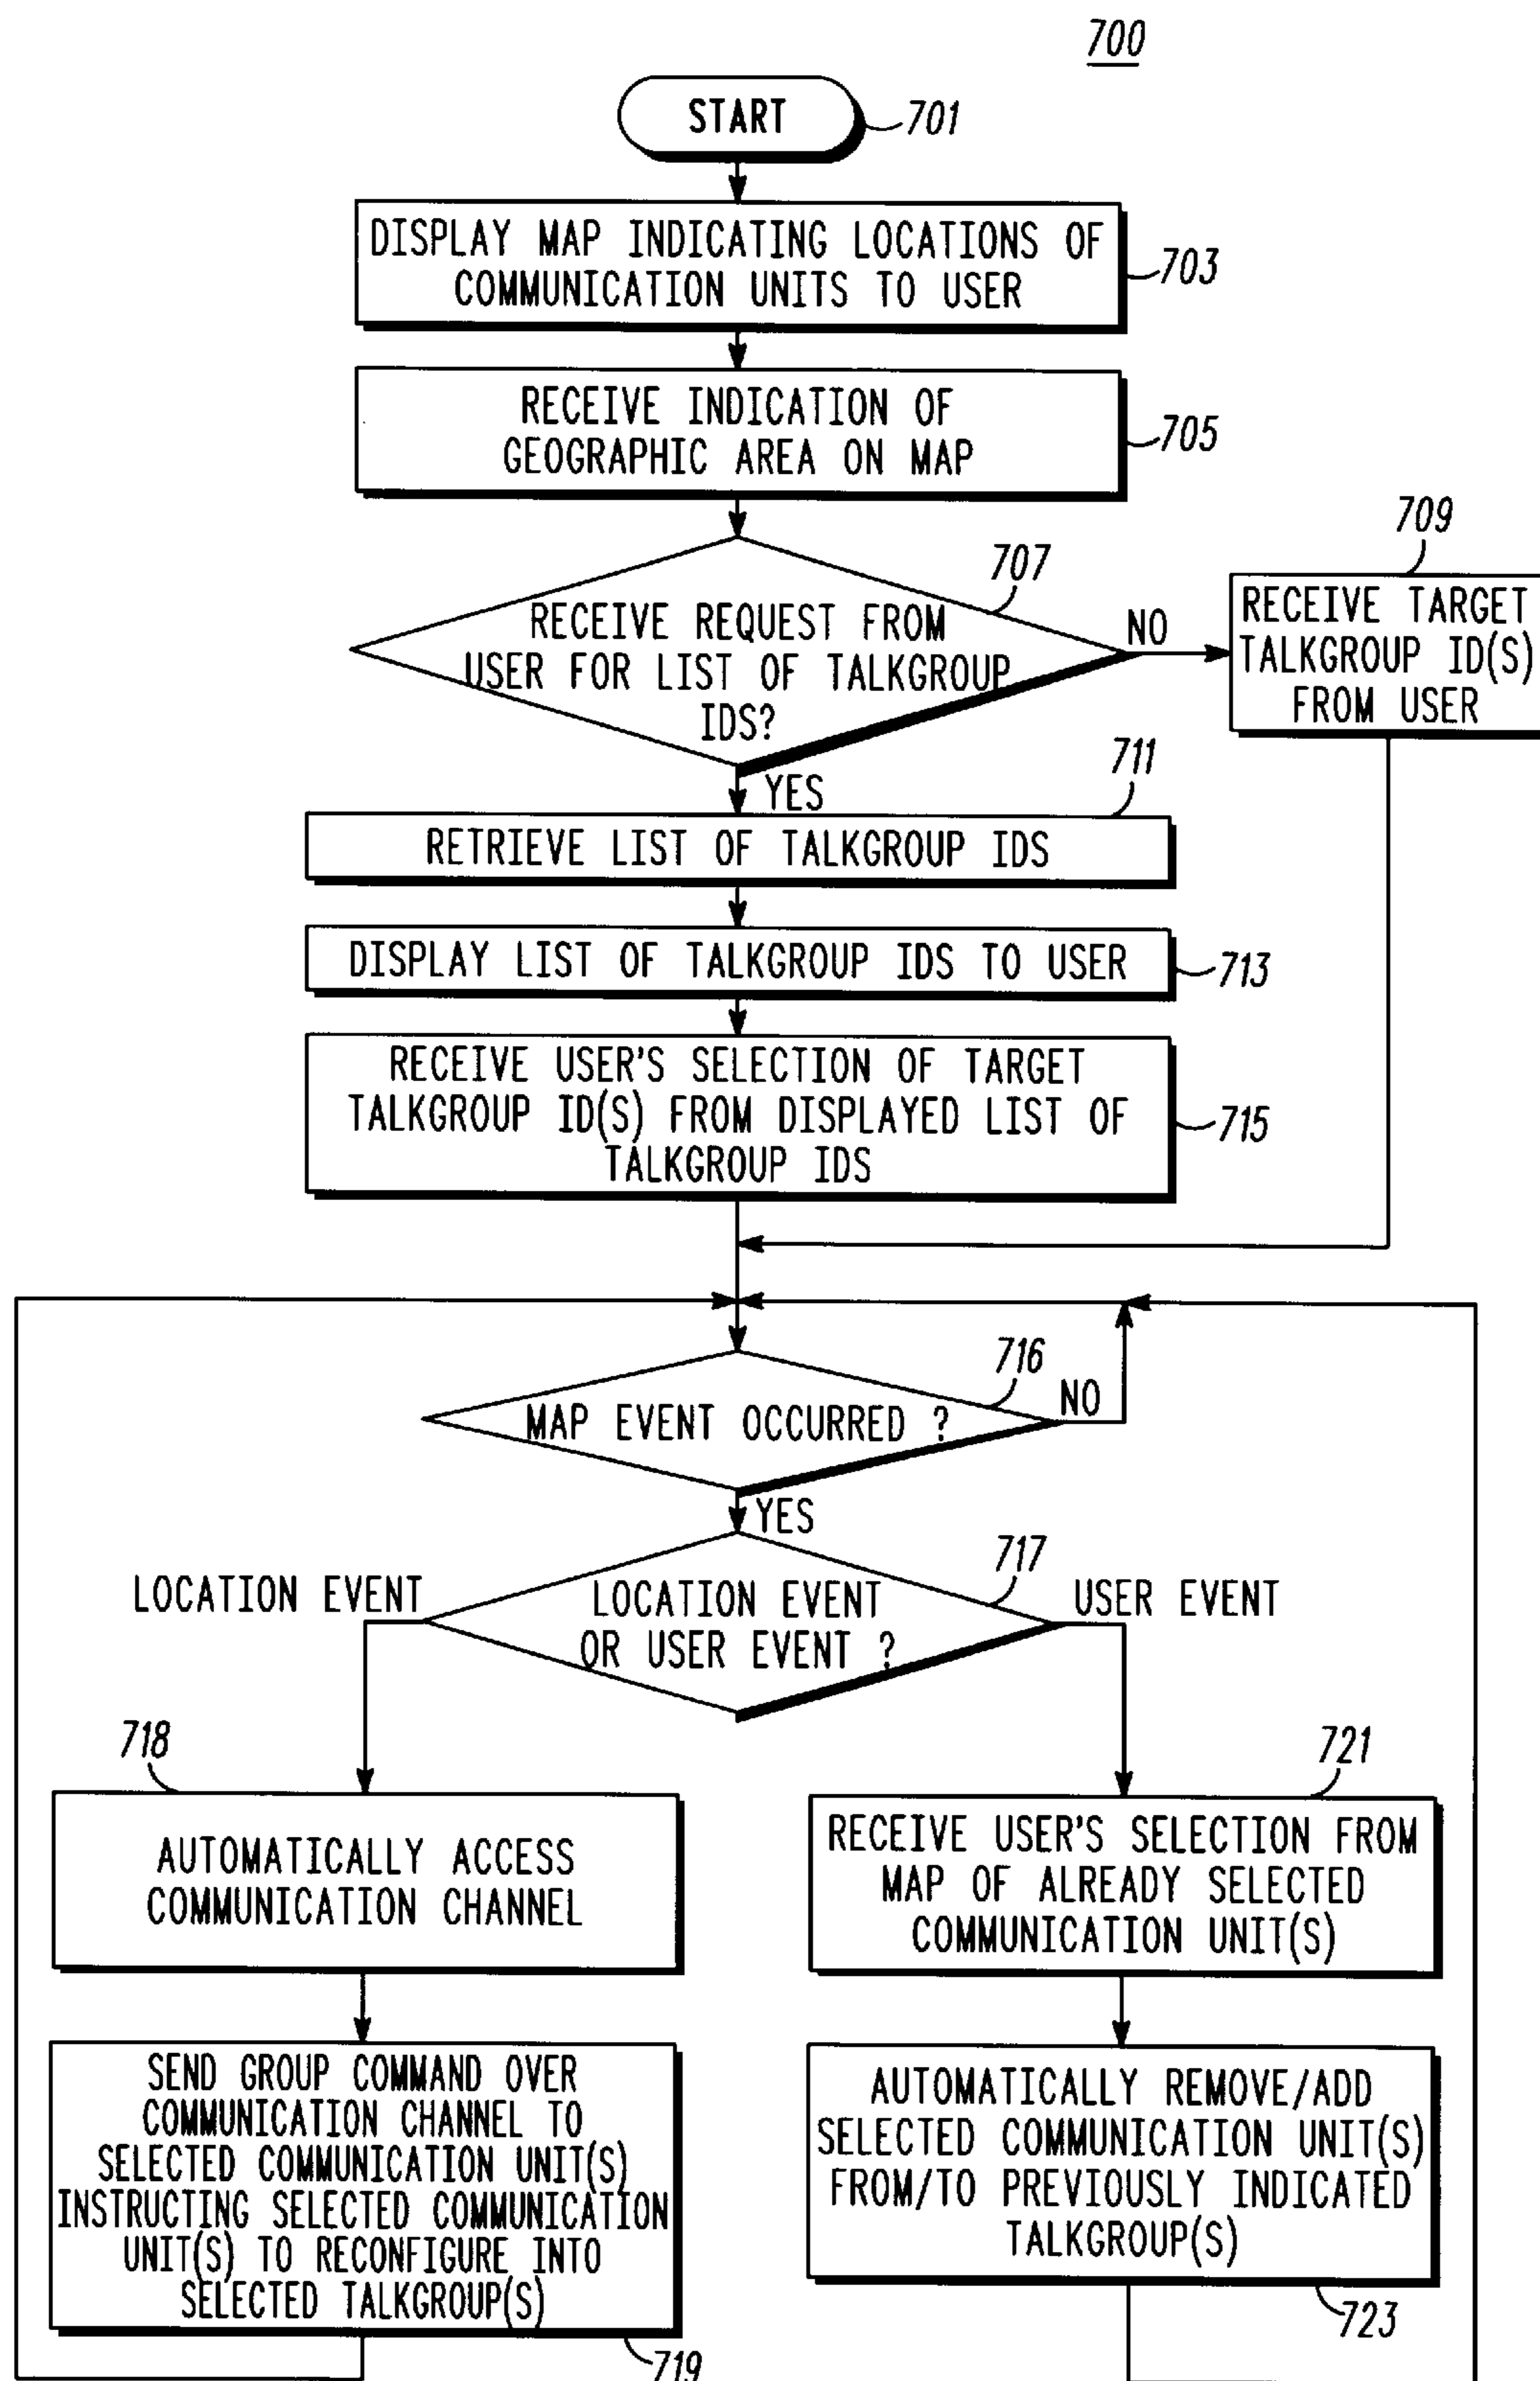 700
START
701
DISPLAY MAP INDICATING LOCATIONS OF
COMMUNICATION UNITS TO USER
703
RECEIVE INDICATION OF
GEOGRAPHIC AREA ON MAP
705
707
RECEIVE REQUEST FROM
USER FOR LIST OF TALKGROUP
IDS?
NO
709
RECEIVE TARGET
TALKGROUP ID(S)
FROM USER
YES
711
RETRIEVE LIST OF TALKGROUP IDS
DISPLAY LIST OF TALKGROUP IDS TO USER
713
RECEIVE USER'S SELECTION OF TARGET
TALKGROUP ID(S) FROM DISPLAYED LIST OF
TALKGROUP IDS
715
716
MAP EVENT OCCURRED ?
NO
YES
717
LOCATION EVENT
LOCATION EVENT
OR USER EVENT ?
USER EVENT
718
AUTOMATICALLY ACCESS
COMMUNICATION CHANNEL
721
RECEIVE USER'S SELECTION FROM
MAP OF ALREADY SELECTED
COMMUNICATION UNIT(S)
SEND GROUP COMMAND OVER
COMMUNICATION CHANNEL TO
SELECTED COMMUNICATION UNIT(S)
INSTRUCTING SELECTED COMMUNICATION
UNIT(S) TO RECONFIGURE INTO
SELECTED TALKGROUP(S)
719
AUTOMATICALLY REMOVE/ADD
SELECTED COMMUNICATION UNIT(S)
FROM/TO PREVIOUSLY INDICATED
TALKGROUP(S)
723